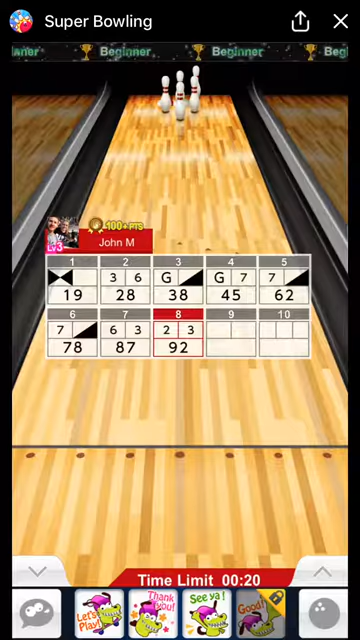 Super Bowling
Beginner Beginner
100+PTS
LV3
John M
1 2 3 4 5
3 6 G G 7 7
19 28 38 45 62
6 7 8 9 10
7 6 3 2 3
78 87 92
Time Limit 00:20
Let's Play!
Thank you!
See ya!
Good!